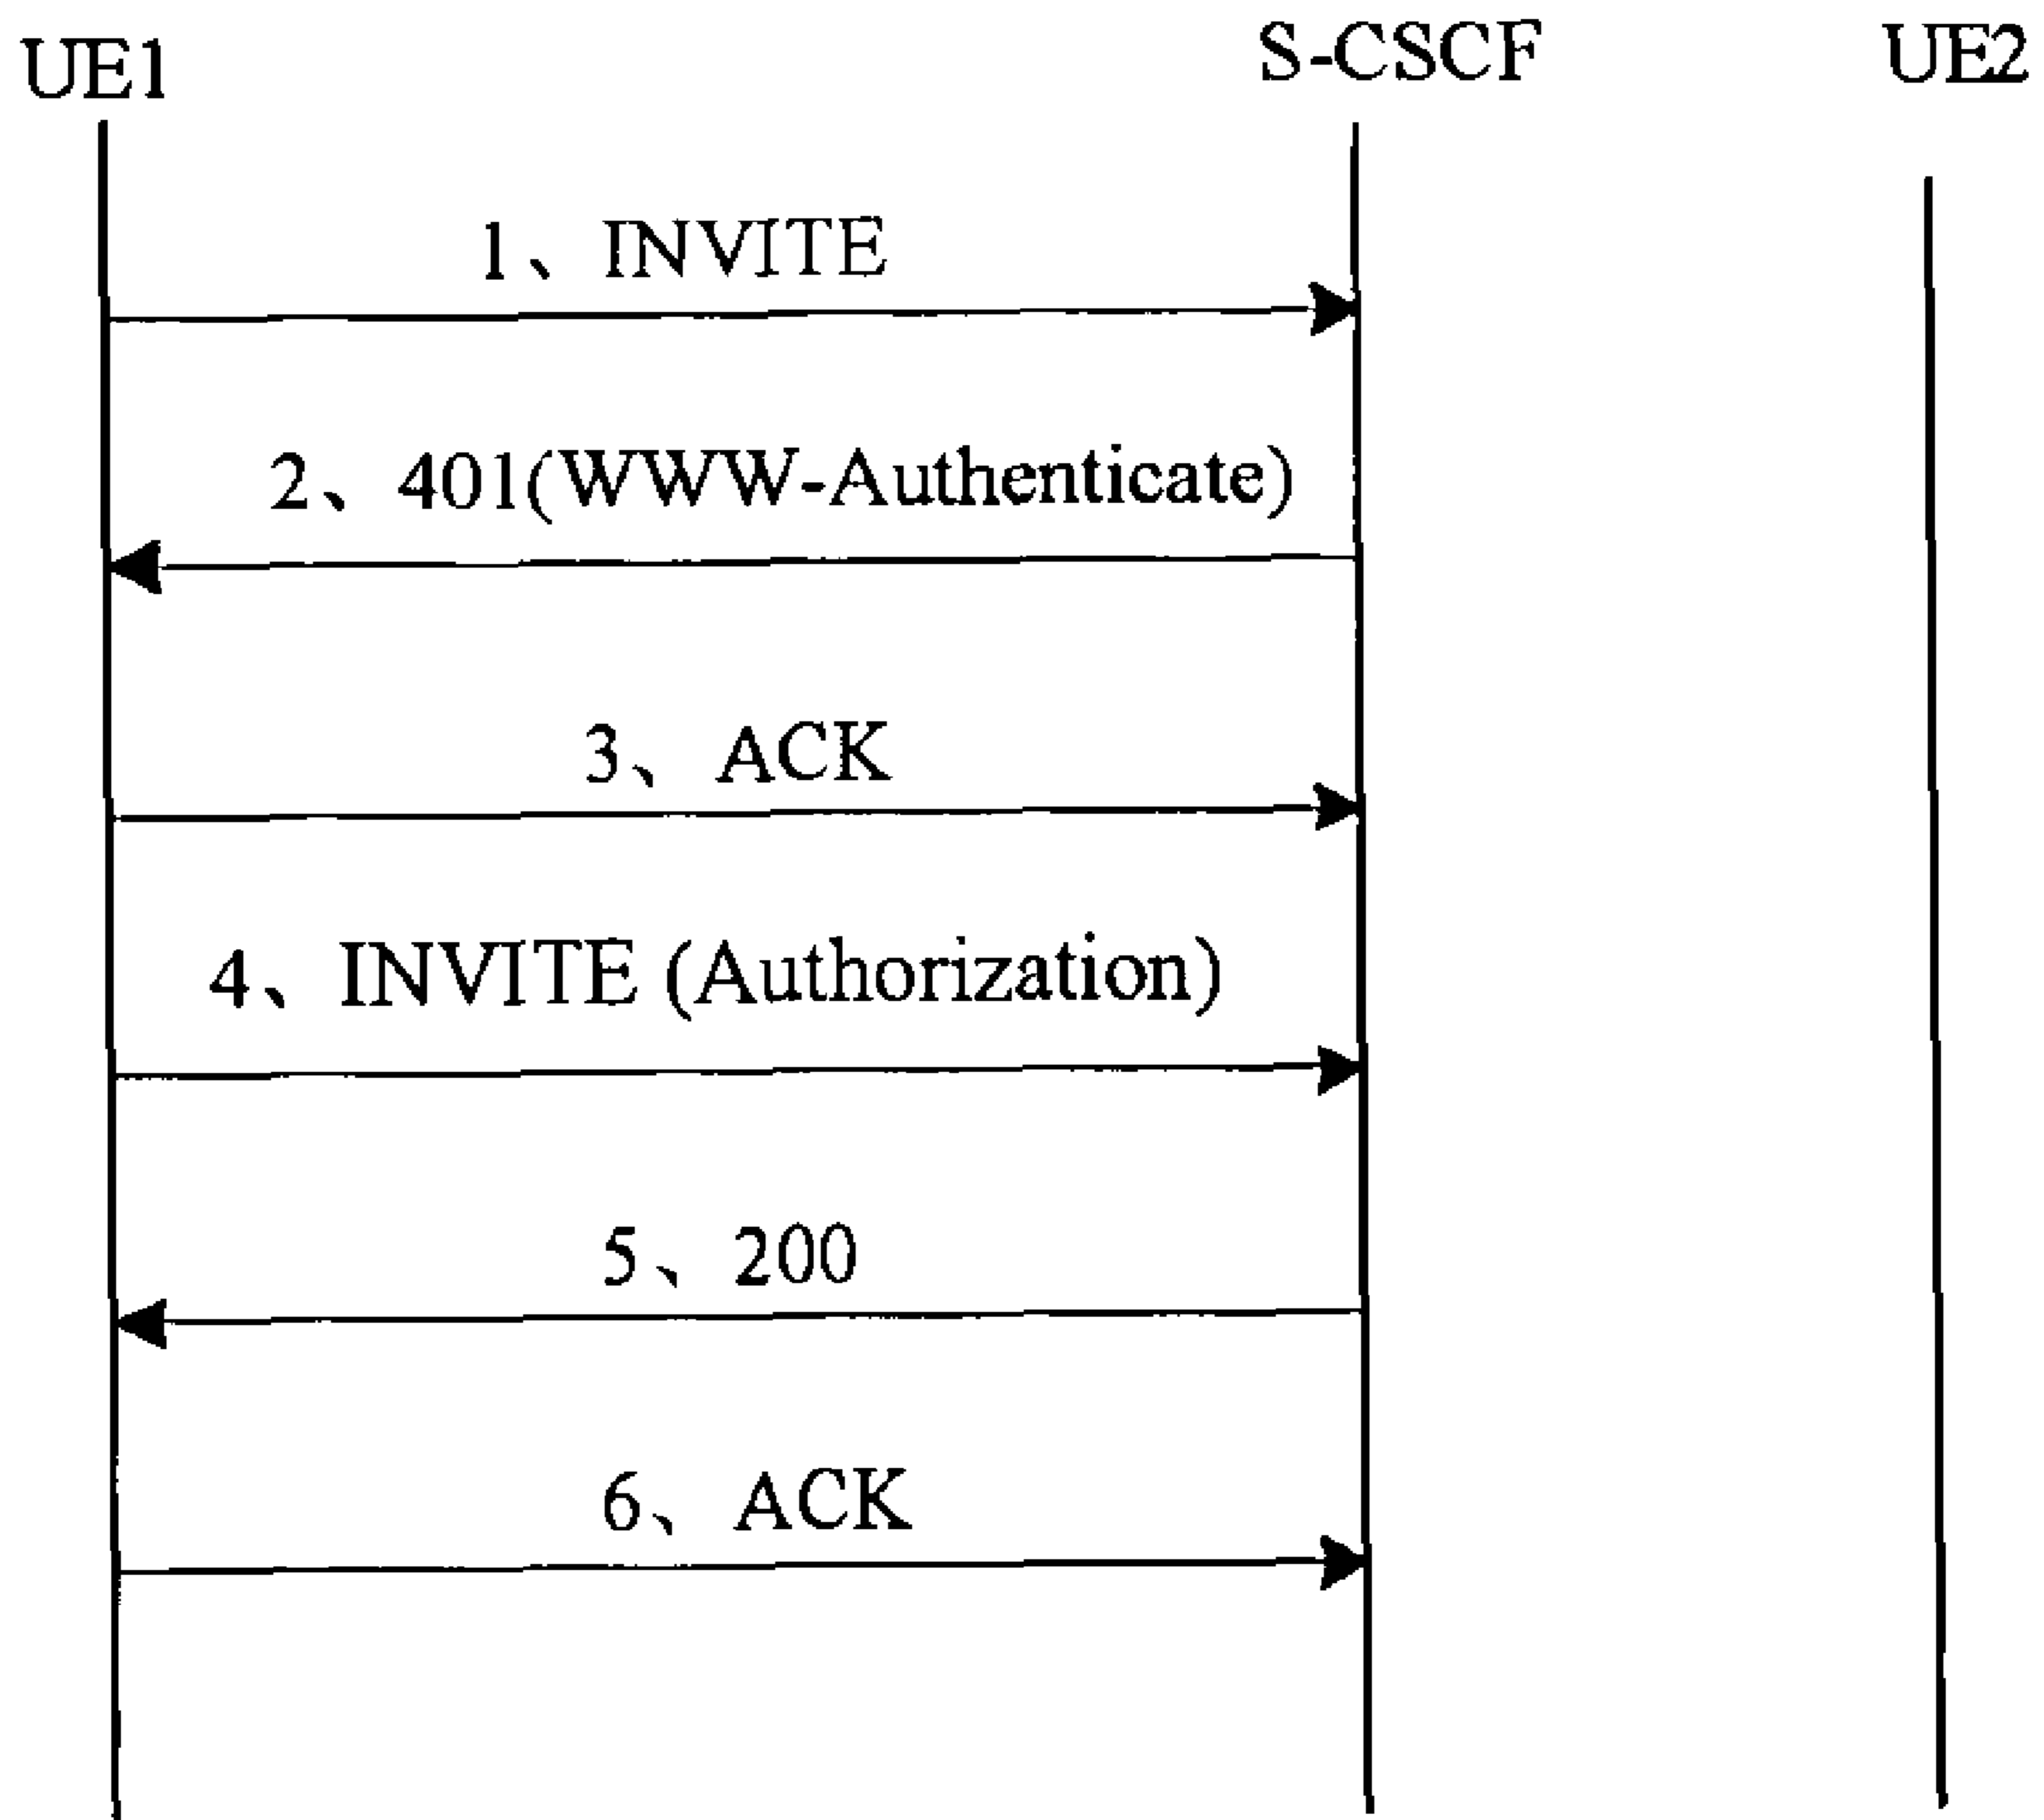 UE1 S-CSCF UE2
1、INVITE
2、401(WWW-Authenticate)
3、ACK
4、INVITE (Authorization)
5、200
6、ACK